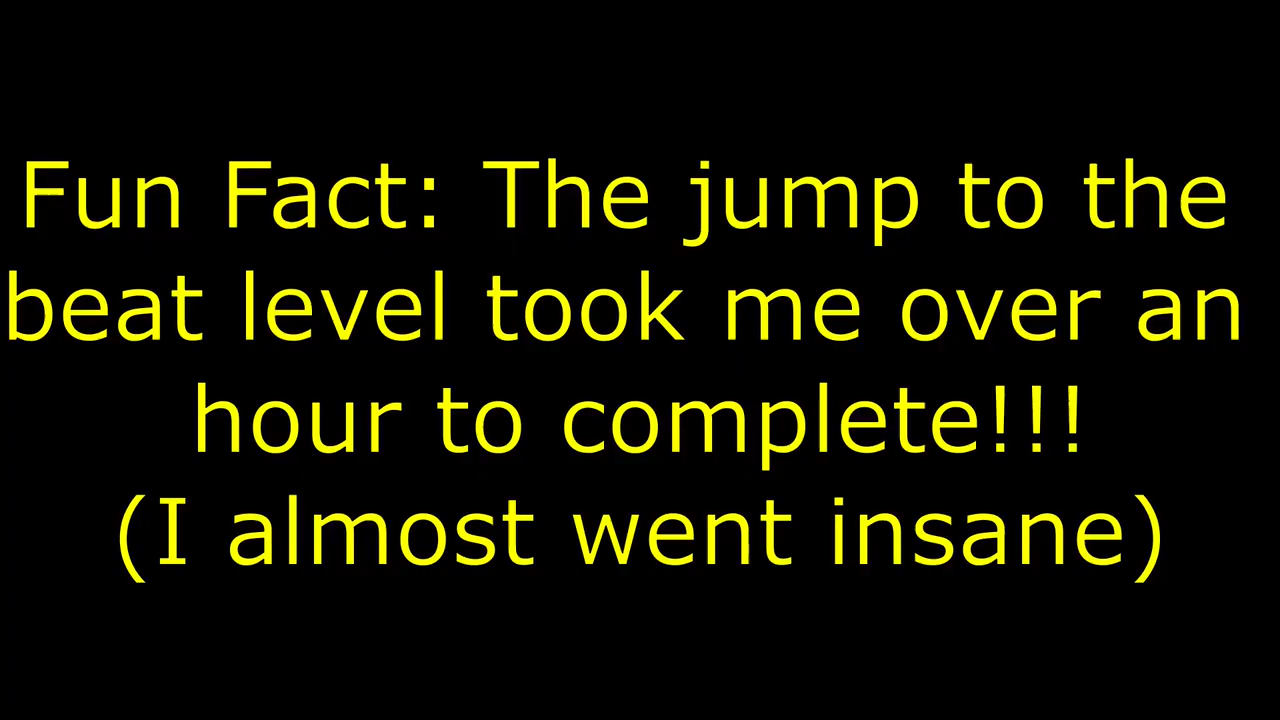 Fun Fact: The jump to the
beat level took me over an
hour to complete!!!
(I almost went insane)